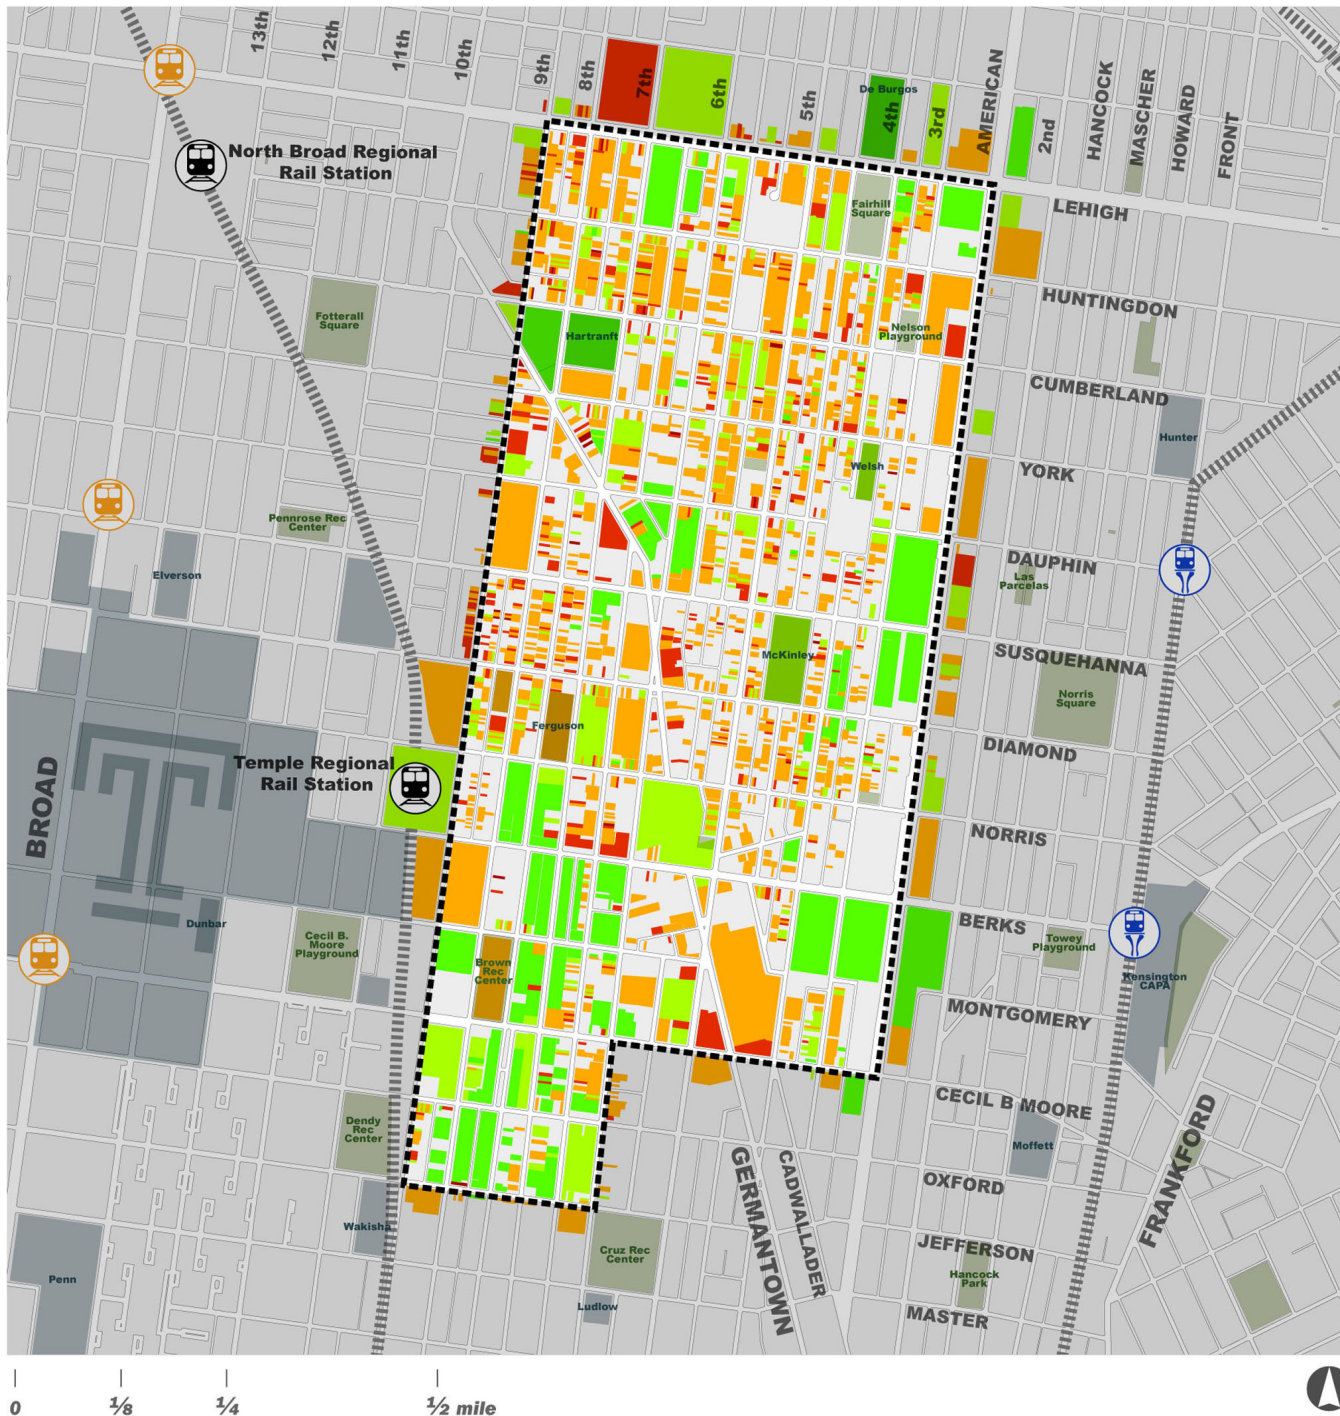 13th
12th
11th
10th
9th
8th
7th
6th
5th
De Burgos
4th
3rd
AMERICAN
2nd
HANCOCK
MASCHER
HOWARD
FRONT
North Broad Regional
Rail Station
Fairhill
Square
LEHIGH
HUNTINGDON
Fotterall
Square
Hartranft
Nelson
Playground
CUMBERLAND
Hunter
Welsh
YORK
Pennrose Rec
Center
DAUPHIN
Elverson
Las
Parcelas
McKinley
SUSQUEHANNA
Norris
Square
Ferguson
DIAMOND
Temple Regional
Rail Station
BROAD
NORRIS
BERKS
Dunbar
Cecil B.
Moore
Playground
Towey
Playground
Brown
Rec
Center
Kensington
CAPA
MONTGOMERY
CECIL B MOORE
Dendy
Rec
Center
Moffett
FRANKFORD
GERMANTOWN
CADWALLADER
OXFORD
Wakisha
Cruz Rec
Center
JEFFERSON
Hancock
Park
Penn
Ludlow
MASTER
0
1/8
1/4
1/2 mile